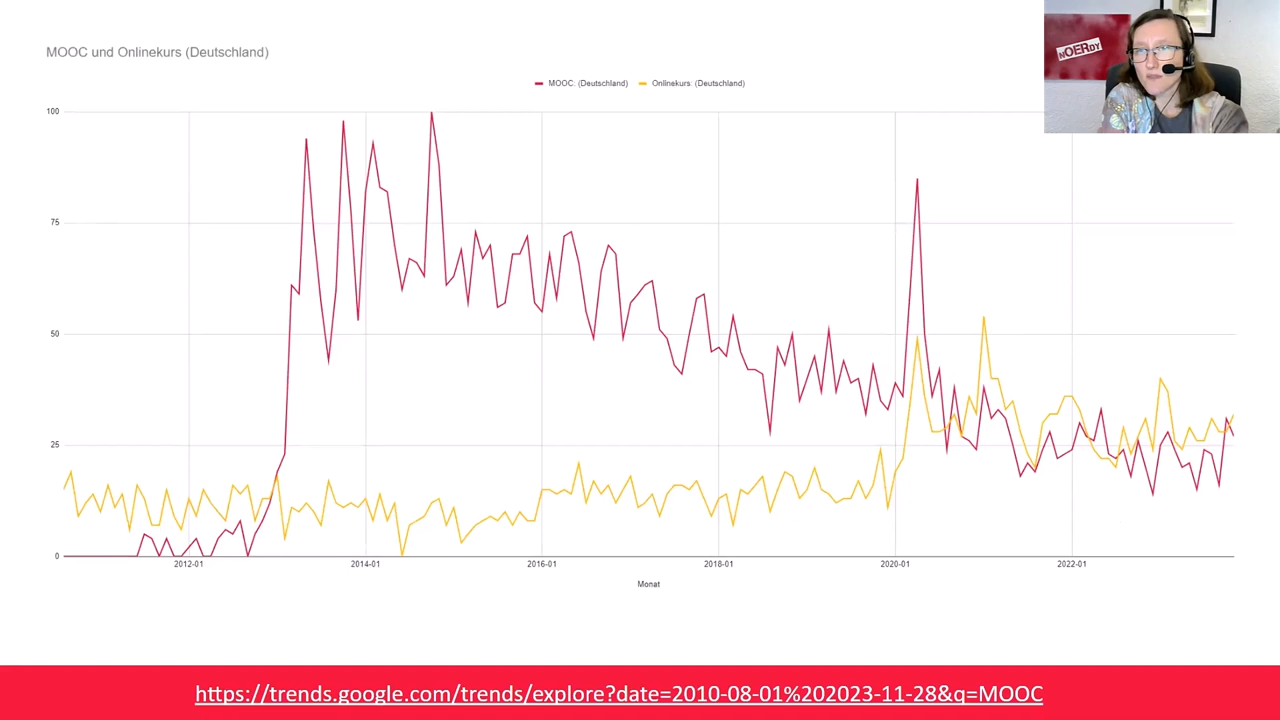 MOOC und Onlinekurs (Deutschland)
nOERdy
MOOC: (Deutschland) Onlinekurs: (Deutschland)
100
75
50
25
0
2012-01 2014-01 2016-01 2018-01 2020-01 2022-01
Monat
https://trends.google.com/trends/explore?date=2010-08-01%202023-11-28&q=MOOC